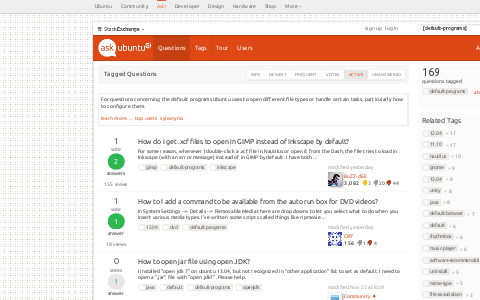 Ubuntu Community Ask! Developer Design Hardware Shop More
StackExchange sign up login [default-programs]
ask ubuntu Questions Tags Tour Users
Tagged Questions INFO NEWEST FREQUENT VOTES ACTIVE UNANSWERED
For questions concerning the default programs Ubuntu uses to open different file types or handle certain tasks, particularly how
to configure them.
learn more… top users synonyms
1
vote
2
answers
155 views
How do I get .xcf files to open in GIMP instead of Inkscape by default?
For some reason, whenever I double-click a .xcf file in Nautilus or open it from the Dash, the file tries to load in
Inkscape (with an error message) instead of in GIMP by default. I have both ...
gimp default-programs inkscape
modified yesterday
BuZZ-dEE
3,082 3 20 44
1
vote
1
answer
18 views
How to I add a command to be available from the auto run box for DVD videos?
In System Settings -> Details -> Removable Media there are drop downs to let you select what to do when you
insert various media types. I've written some scripts called things like ripmovie ...
13.04 dvd default-programs
modified yesterday
Cliff
156 1 1 4
0
votes
1
answer
How to open jar file using open JDK?
I installed "open jdk 7" on ubuntu 13.04, but not recognized in "other application" list to set as default. I need to
open a ".jar" file with "open jdk7". Please help.
java default default-programs openjdk
modified Nov 23 at 8:59
Community ♦
169
questions tagged
default-programs
Related Tags
12.04 × 17
11.10 × 17
nautilus × 10
gnome × 9
13.04 × 8
unity × 8
java × 6
default-browser × 7
default × 6
rhythmbox × 6
music-player × 6
software-recommendation
uninstall × 5
mime-type × 5
file-association × 5